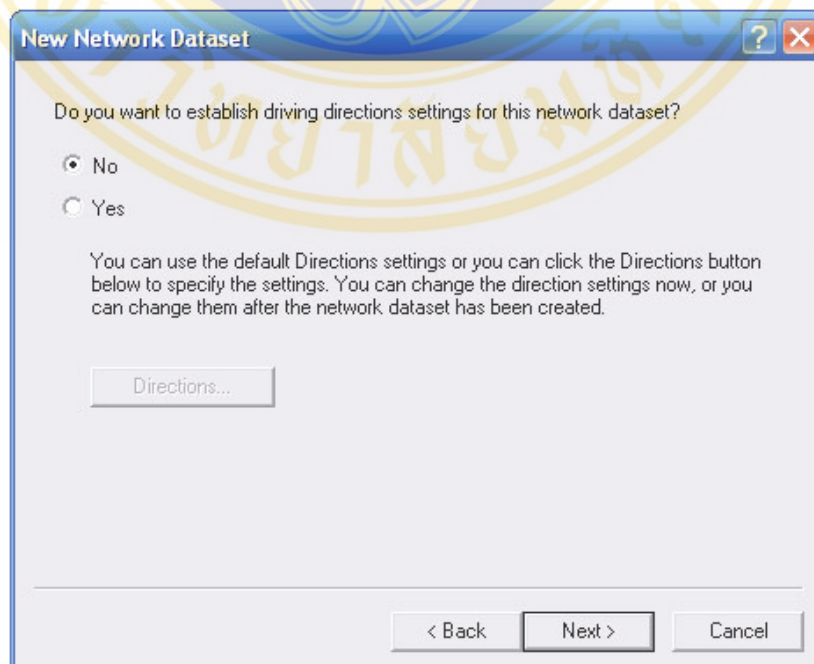 New Network Dataset
Do you want to establish driving directions settings for this network dataset?
No
Yes
You can use the default Directions settings or you can click the Directions button
below to specify the settings. You can change the direction settings now, or you
can change them after the network dataset has been created.
Directions...
< Back
Next >
Cancel